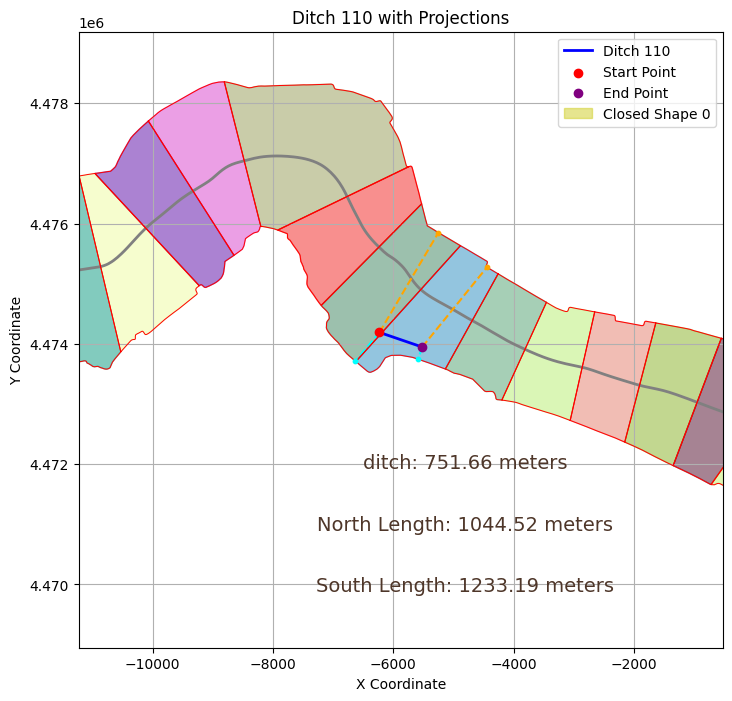 Ditch 110 with Projections
1e6
Ditch 110
Start Point
End Point
Closed Shape 0
4.478
4.476
4.474
4.472
4.470
Y Coordinate
ditch: 751.66 meters
North Length: 1044.52 meters
South Length: 1233.19 meters
−10000
−8000
−6000
−4000
−2000
X Coordinate